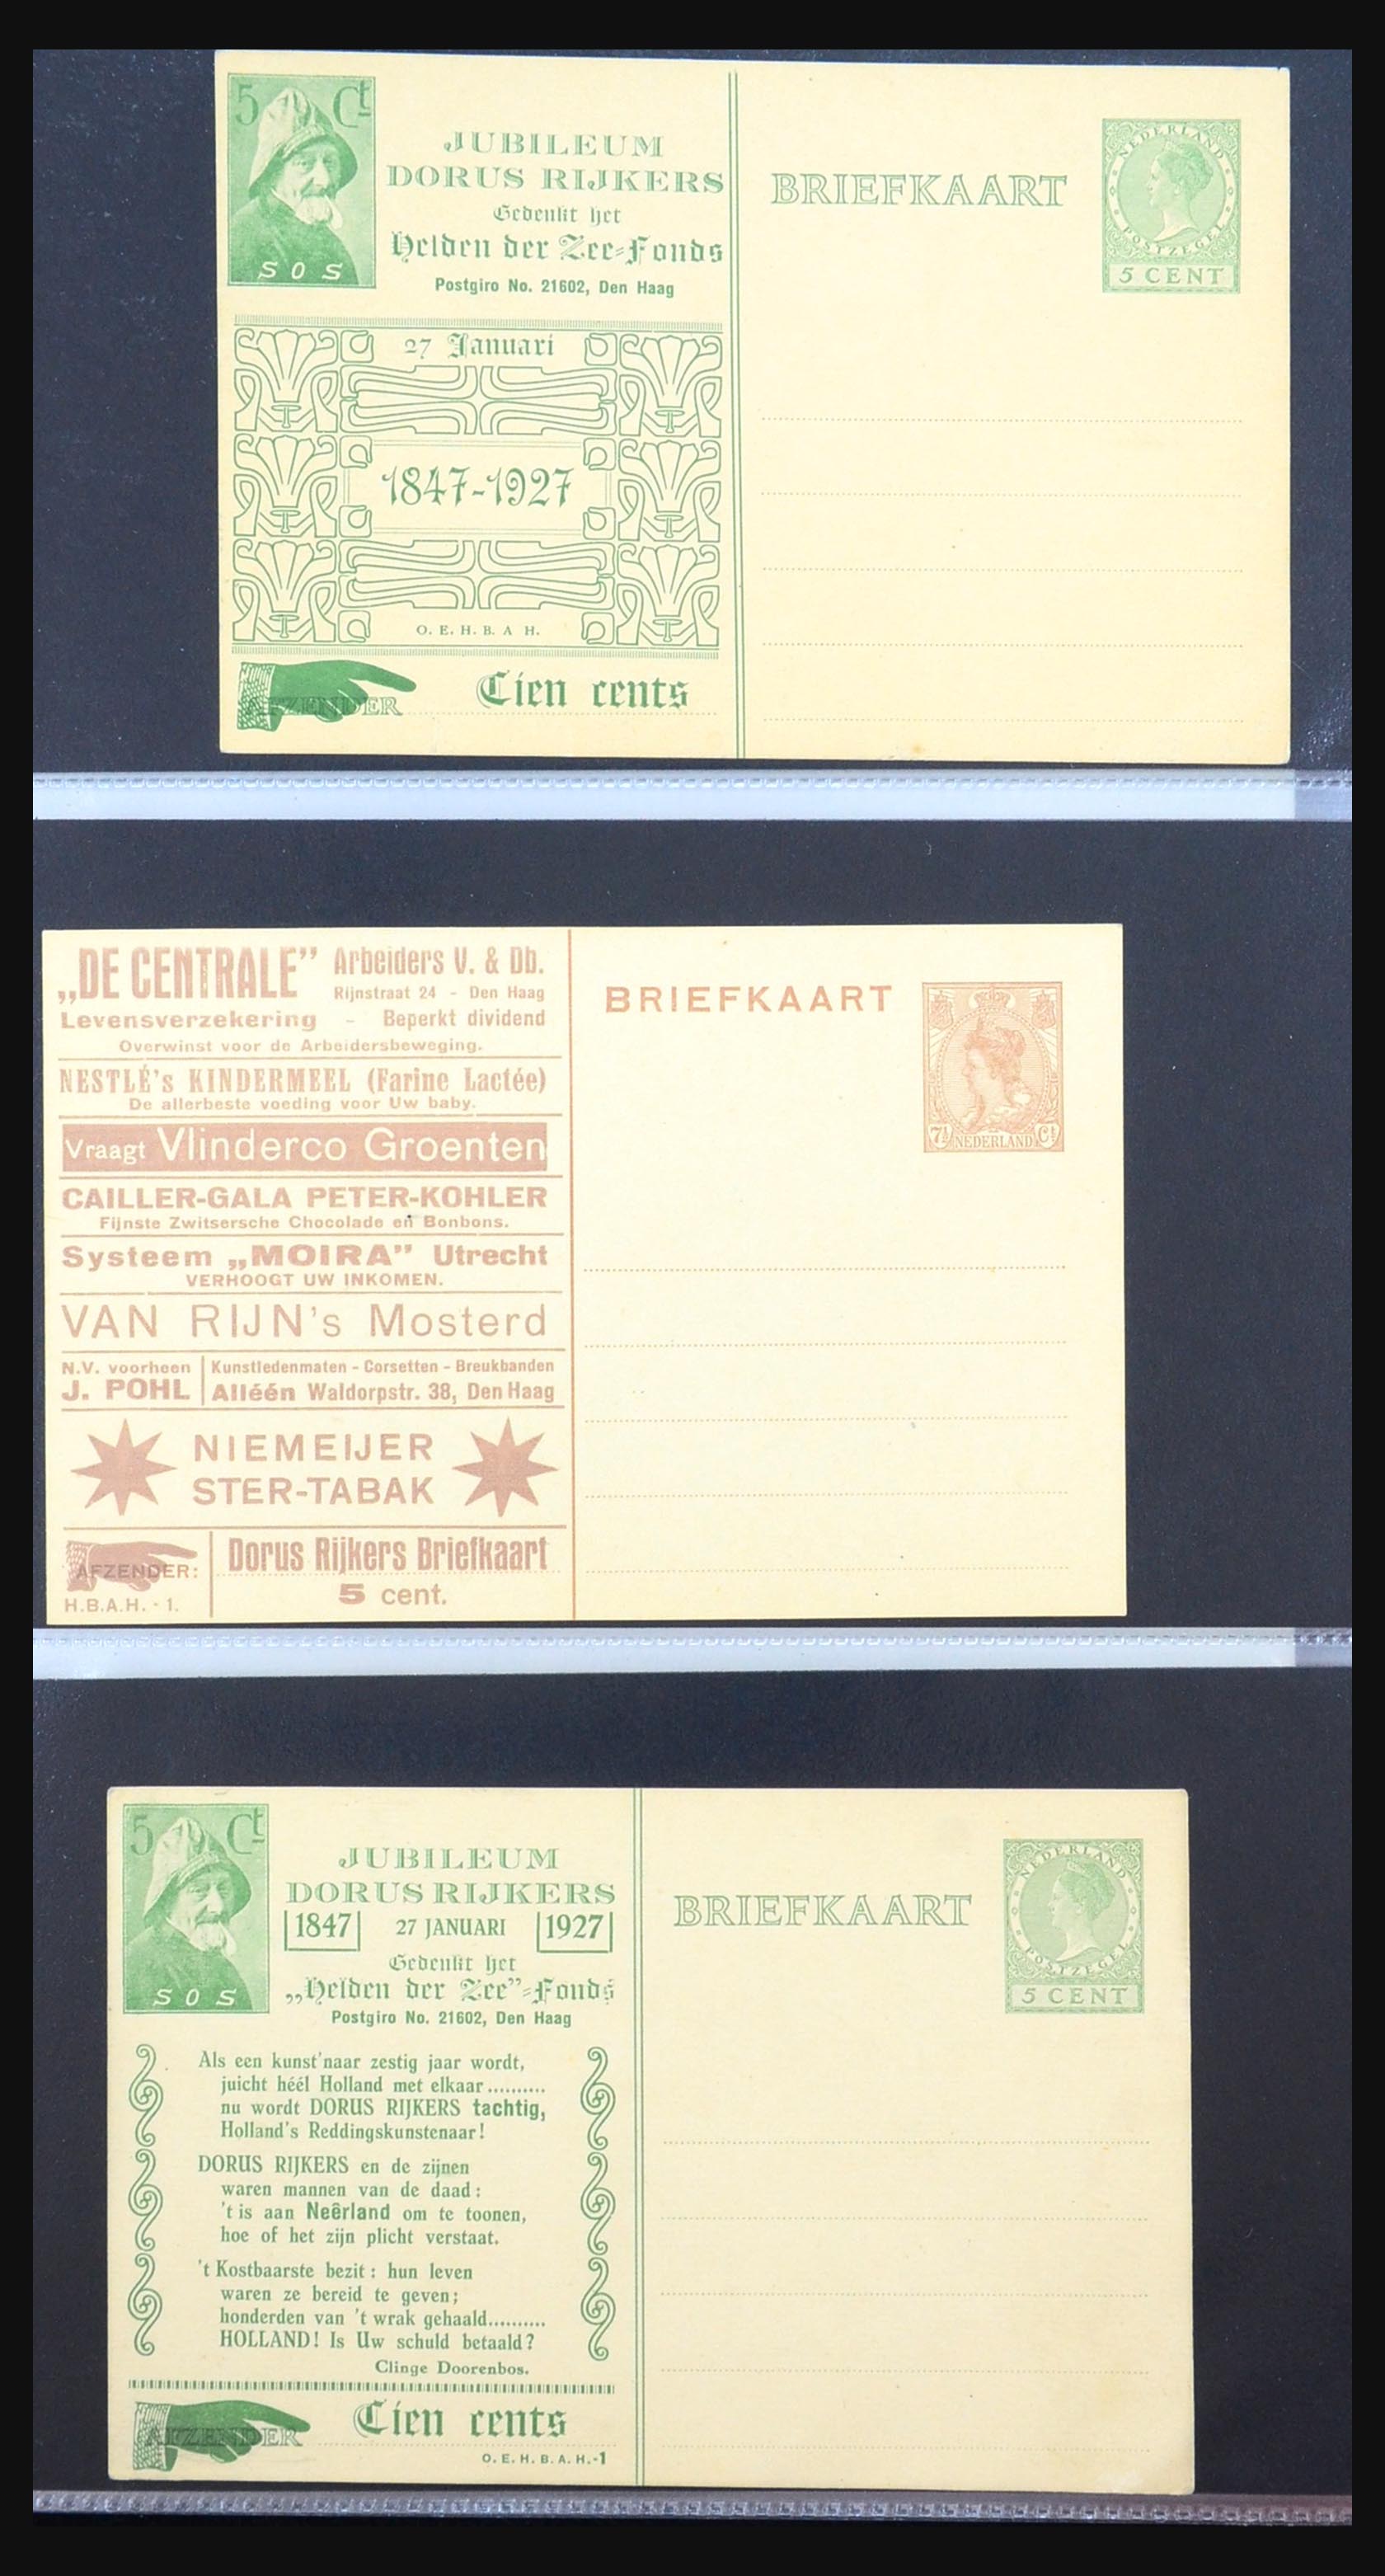 5 Ct
SOS
JUBILEUM
DORUS RIJKERS
Gedenkt het
Helden der Zee-Fonds
Postgiro No. 21602, Den Haag
27 Januari
1847-1927
O. E. H. B. A H.
AFZENDER
Tien cents
BRIEFKAART
NEDERLAND
POSTZEGEL
5 CENT
„DE CENTRALE” Arbeiders V. & Db.
Rijnstraat 24 - Den Haag
Levensverzekering - Beperkt dividend
Overwinst voor de Arbeidersbeweging.
NESTLÉ's KINDERMEEL (Farine Lactée)
De allerbeste voeding voor Uw baby.
Vraagt Vlinderco Groenten
CAILLER-GALA PETER-KOHLER
Fijnste Zwitsersche Chocolade en Bonbons.
Systeem „MOIRA” Utrecht
VERHOOGT UW INKOMEN.
VAN RIJN's Mosterd
N.V. voorheen
J. POHL
Kunstledenmaten - Corsetten - Breukbanden
Alléén Waldorpstr. 38, Den Haag
NIEMEIJER
STER-TABAK
AFZENDER:
H.B.A.H. - 1.
Dorus Rijkers Briefkaart
5 cent.
BRIEFKAART
7½ NEDERLAND Ct
5 Ct
SOS
JUBILEUM
DORUS RIJKERS
1847 27 JANUARI 1927
Gedenkt het
„Helden der Zee”-Fonds
Postgiro No. 21602, Den Haag
Als een kunst'naar zestig jaar wordt,
juicht héél Holland met elkaar..........
nu wordt DORUS RIJKERS tachtig,
Holland's Reddingskunstenaar!
DORUS RIJKERS en de zijnen
waren mannen van de daad:
't is aan Neêrland om te toonen,
hoe of het zijn plicht verstaat.
't Kostbaarste bezit: hun leven
waren ze bereid te geven;
honderden van 't wrak gehaald..........
HOLLAND! Is Uw schuld betaald?
Clinge Doorenbos.
AFZENDER
Tien cents
O. E. H. B. A. H.-1
BRIEFKAART
NEDERLAND
POSTZEGEL
5 CENT